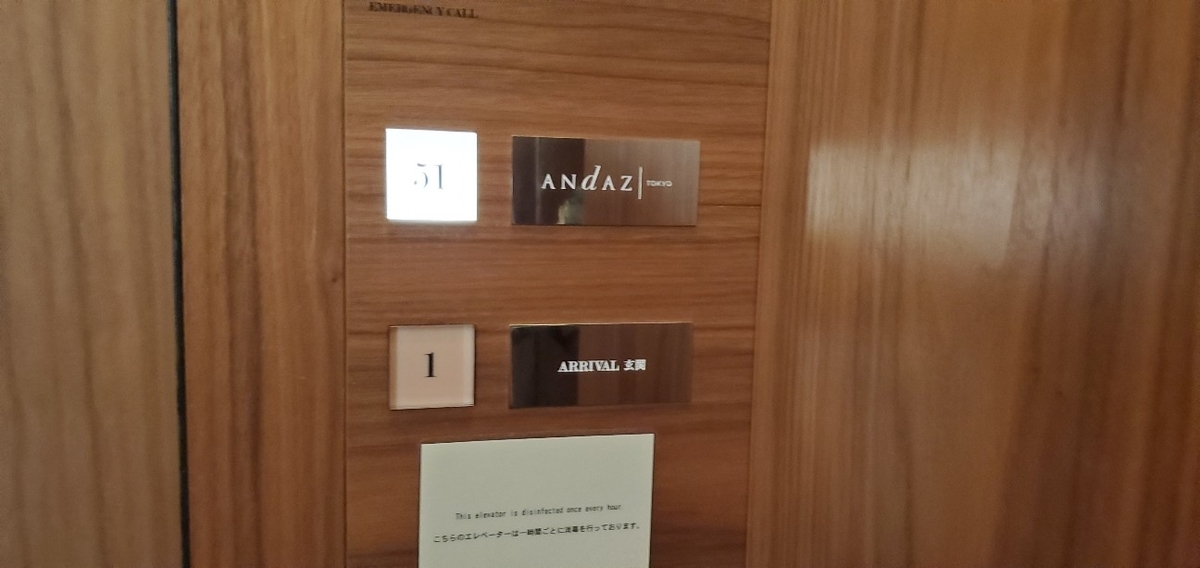 EMERGENCY CALL
51
ANdAZ TOKYO
1
ARRIVAL 玄関
This elevator is disinfected once every hour.
こちらのエレベーターは一時間ごとに消毒を行っております。